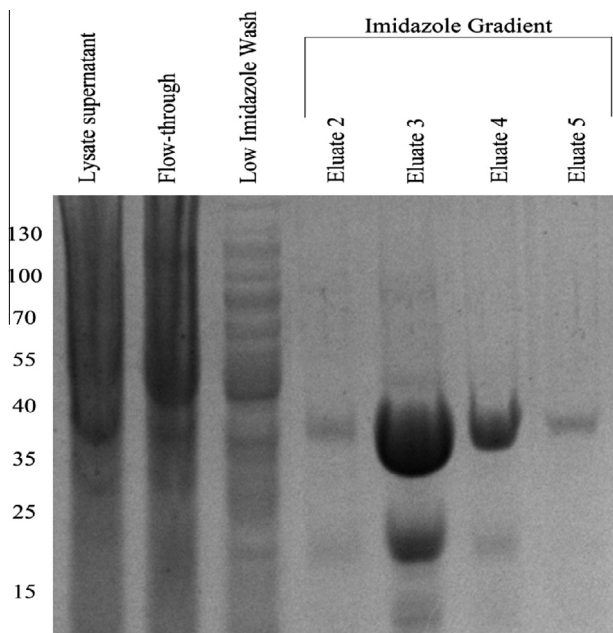 Imidazole Gradient
Lysate supernatant
Flow-through
Low Imidazole Wash
Eluate 2
Eluate 3
Eluate 4
Eluate 5
130
100
70
55
40
35
25
15